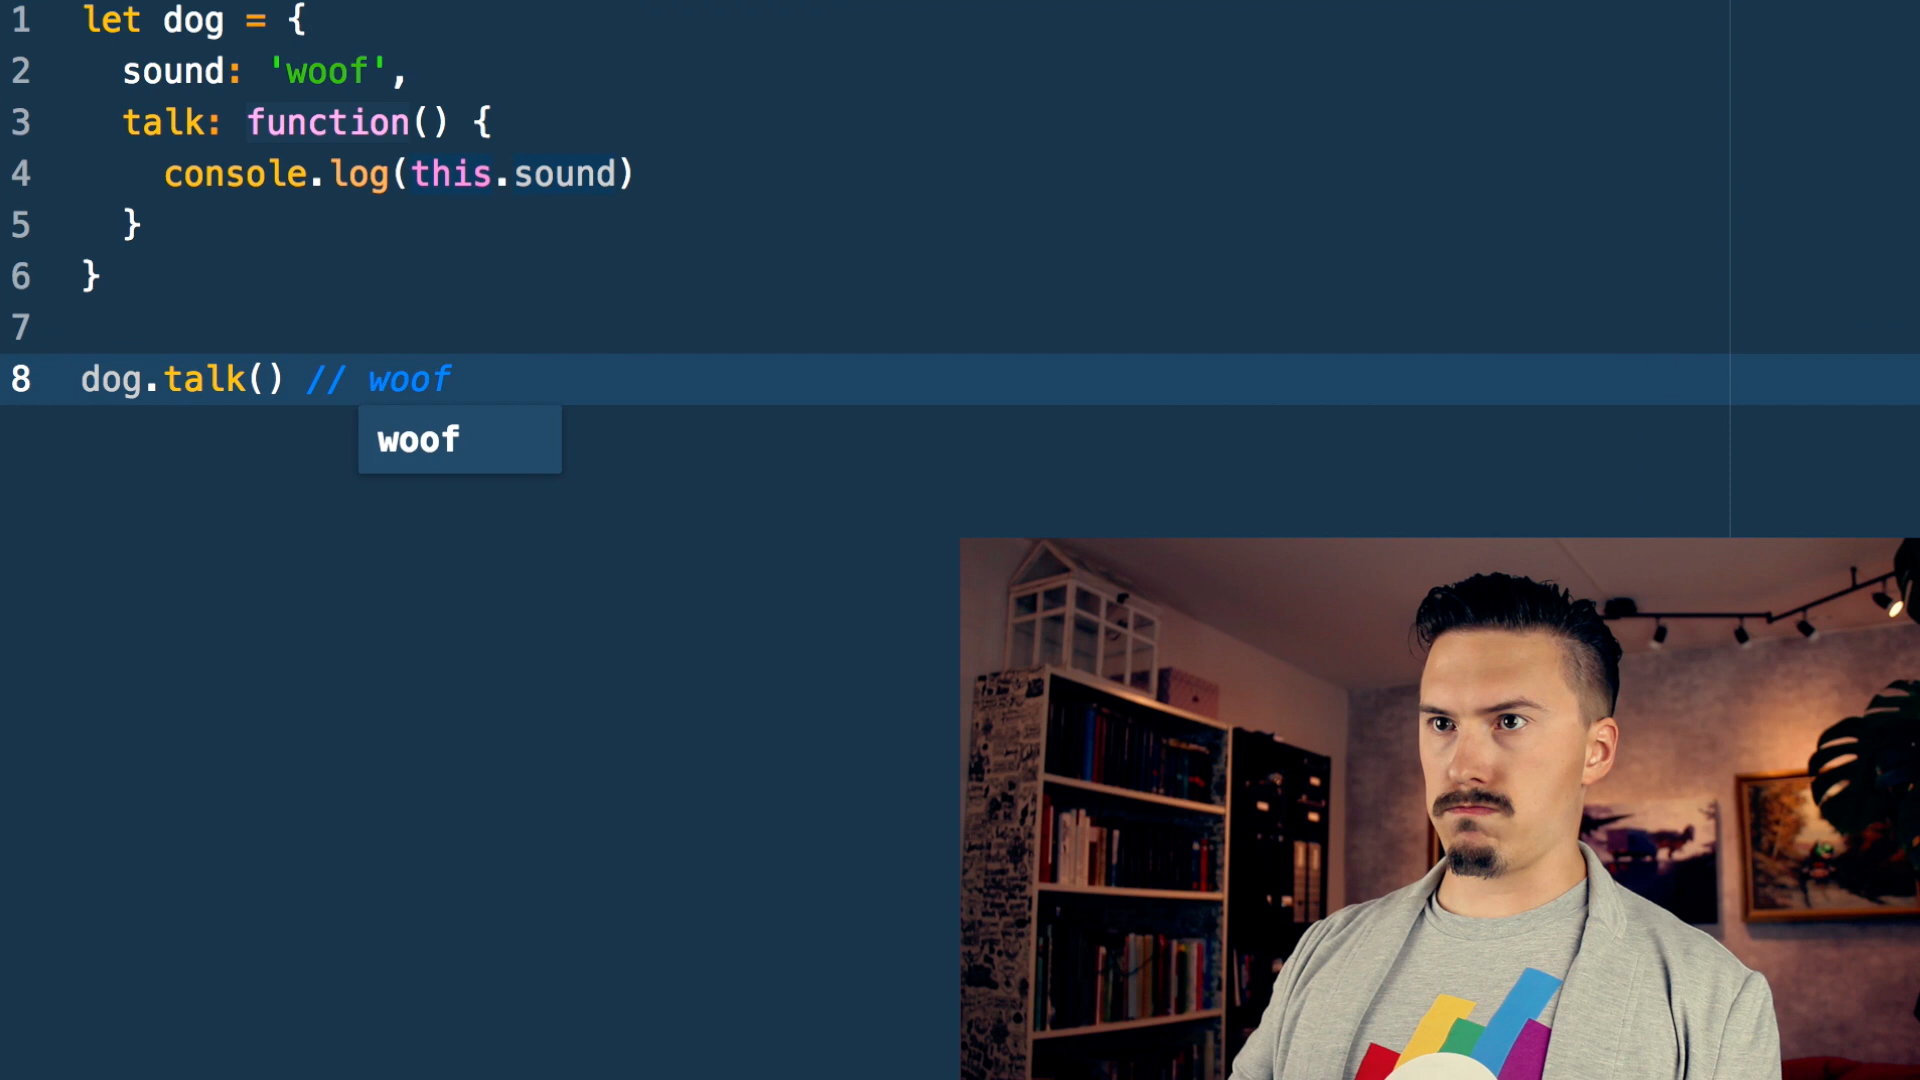 1 let dog = {
2 sound: 'woof',
3 talk: function() {
4 console.log(this.sound)
5 }
6 }
7
8 dog.talk() // woof
woof